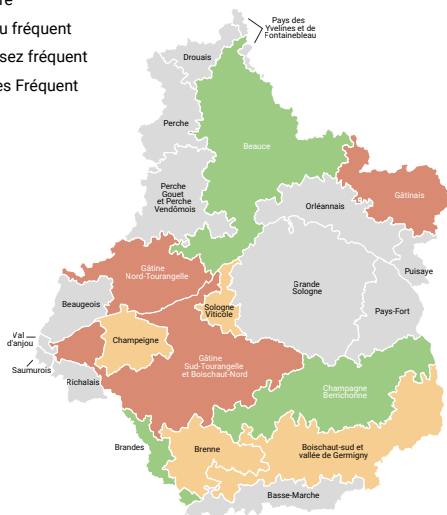 re
u fréquent
sez fréquent
es Fréquent
Pays des
Yvelines et de
Fontainebleau
Drouais
Perche
Beauce
Perche
Gouet
et Perche
Vendômois
Orléannais
Gâtinais
Gâtine
Nord-Tourangelle
Puisaye
Beaugeois
Sologne
Viticole
Grande
Sologne
Pays-Fort
Val
d'anjou
Champeigne
Saumurois
Gâtine
Sud-Tourangelle
et Boischaut-Nord
Richalais
Champagne
Berrichonne
Brandes
Brenne
Boischaut-sud et
vallée de Germigny
Basse-Marche